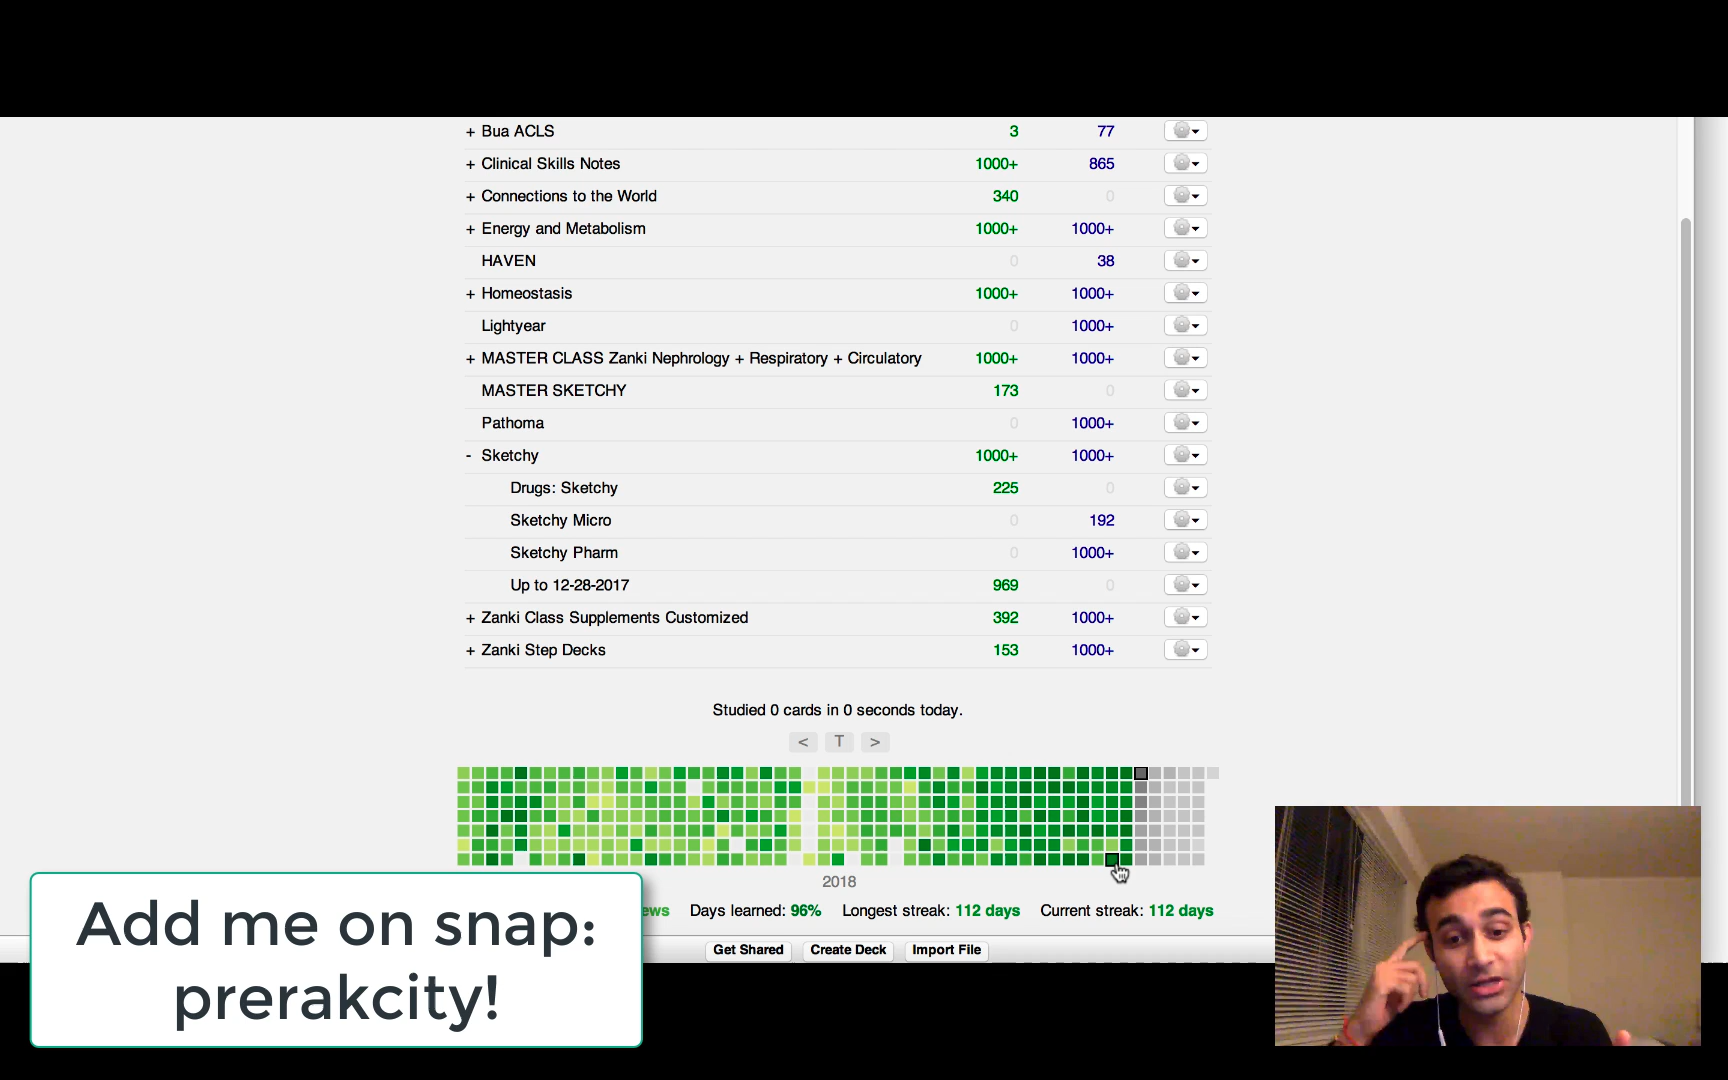 + Bua ACLS 3 77
+ Clinical Skills Notes 1000+ 865
+ Connections to the World 340 0
+ Energy and Metabolism 1000+ 1000+
HAVEN 0 38
+ Homeostasis 1000+ 1000+
Lightyear 0 1000+
+ MASTER CLASS Zanki Nephrology + Respiratory + Circulatory 1000+ 1000+
MASTER SKETCHY 173 0
Pathoma 0 1000+
- Sketchy 1000+ 1000+
Drugs: Sketchy 225 0
Sketchy Micro 0 192
Sketchy Pharm 0 1000+
Up to 12-28-2017 969 0
+ Zanki Class Supplements Customized 392 1000+
+ Zanki Step Decks 153 1000+
Studied 0 cards in 0 seconds today.
< T >
2018
Days learned: 96% Longest streak: 112 days Current streak: 112 days
Get Shared Create Deck Import File
Add me on snap:
prerakcity!